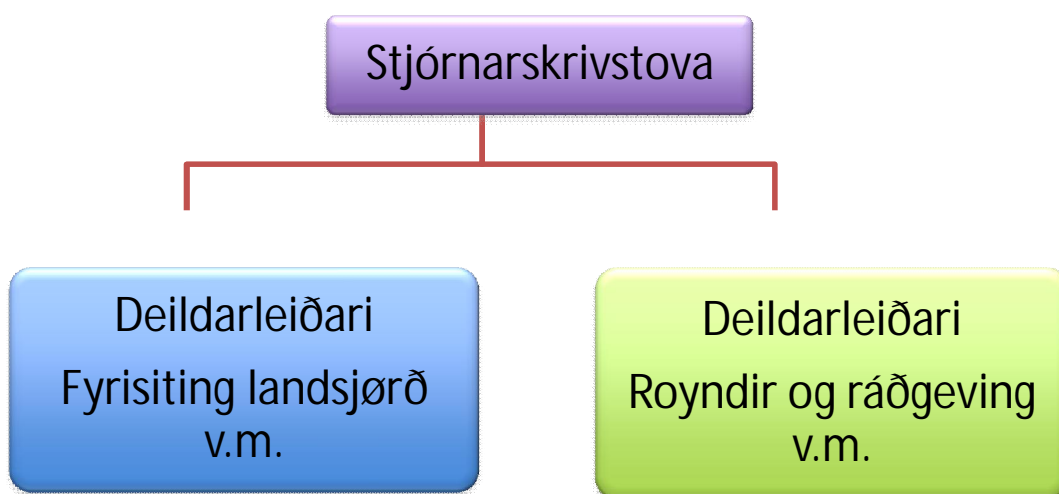 Stjórnarskrivstova
Deildarleiðari
Fyrisiting landsjørð
v.m.
Deildarleiðari
Royndir og ráðgeving
v.m.